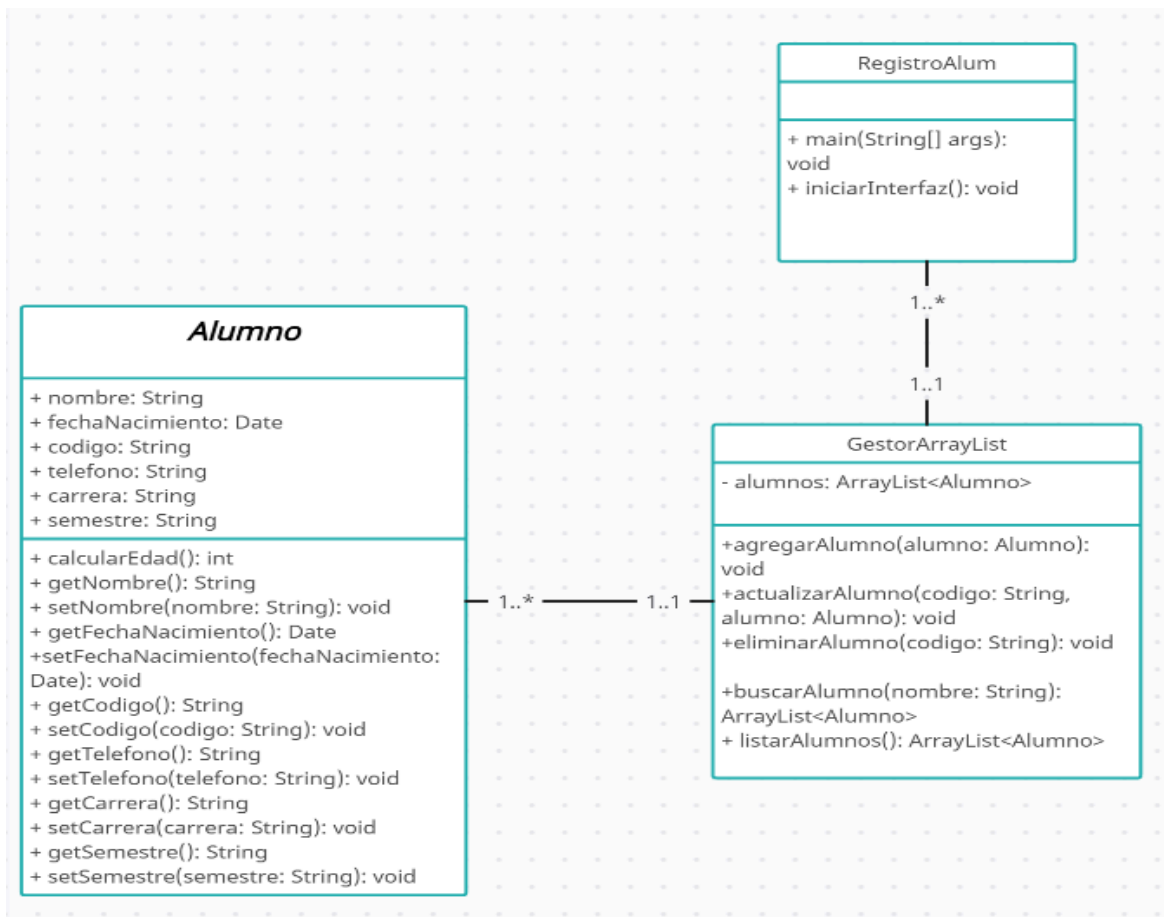 RegistroAlum
+ main(String[] args):
void
+ iniciarInterfaz(): void
1..*
1..1
Alumno
+ nombre: String
+ fechaNacimiento: Date
+ codigo: String
+ telefono: String
+ carrera: String
+ semestre: String
+ calcularEdad(): int
+ getNombre(): String
+ setNombre(nombre: String): void
+ getFechaNacimiento(): Date
+setFechaNacimiento(fechaNacimiento:
Date): void
+ getCodigo(): String
+ setCodigo(codigo: String): void
+ getTelefono(): String
+ setTelefono(telefono: String): void
+ getCarrera(): String
+ setCarrera(carrera: String): void
+ getSemestre(): String
+ setSemestre(semestre: String): void
1..*
1..1
GestorArrayList
- alumnos: ArrayList<Alumno>
+agregarAlumno(alumno: Alumno):
void
+actualizarAlumno(codigo: String,
alumno: Alumno): void
+eliminarAlumno(codigo: String): void
+buscarAlumno(nombre: String):
ArrayList<Alumno>
+ listarAlumnos(): ArrayList<Alumno>